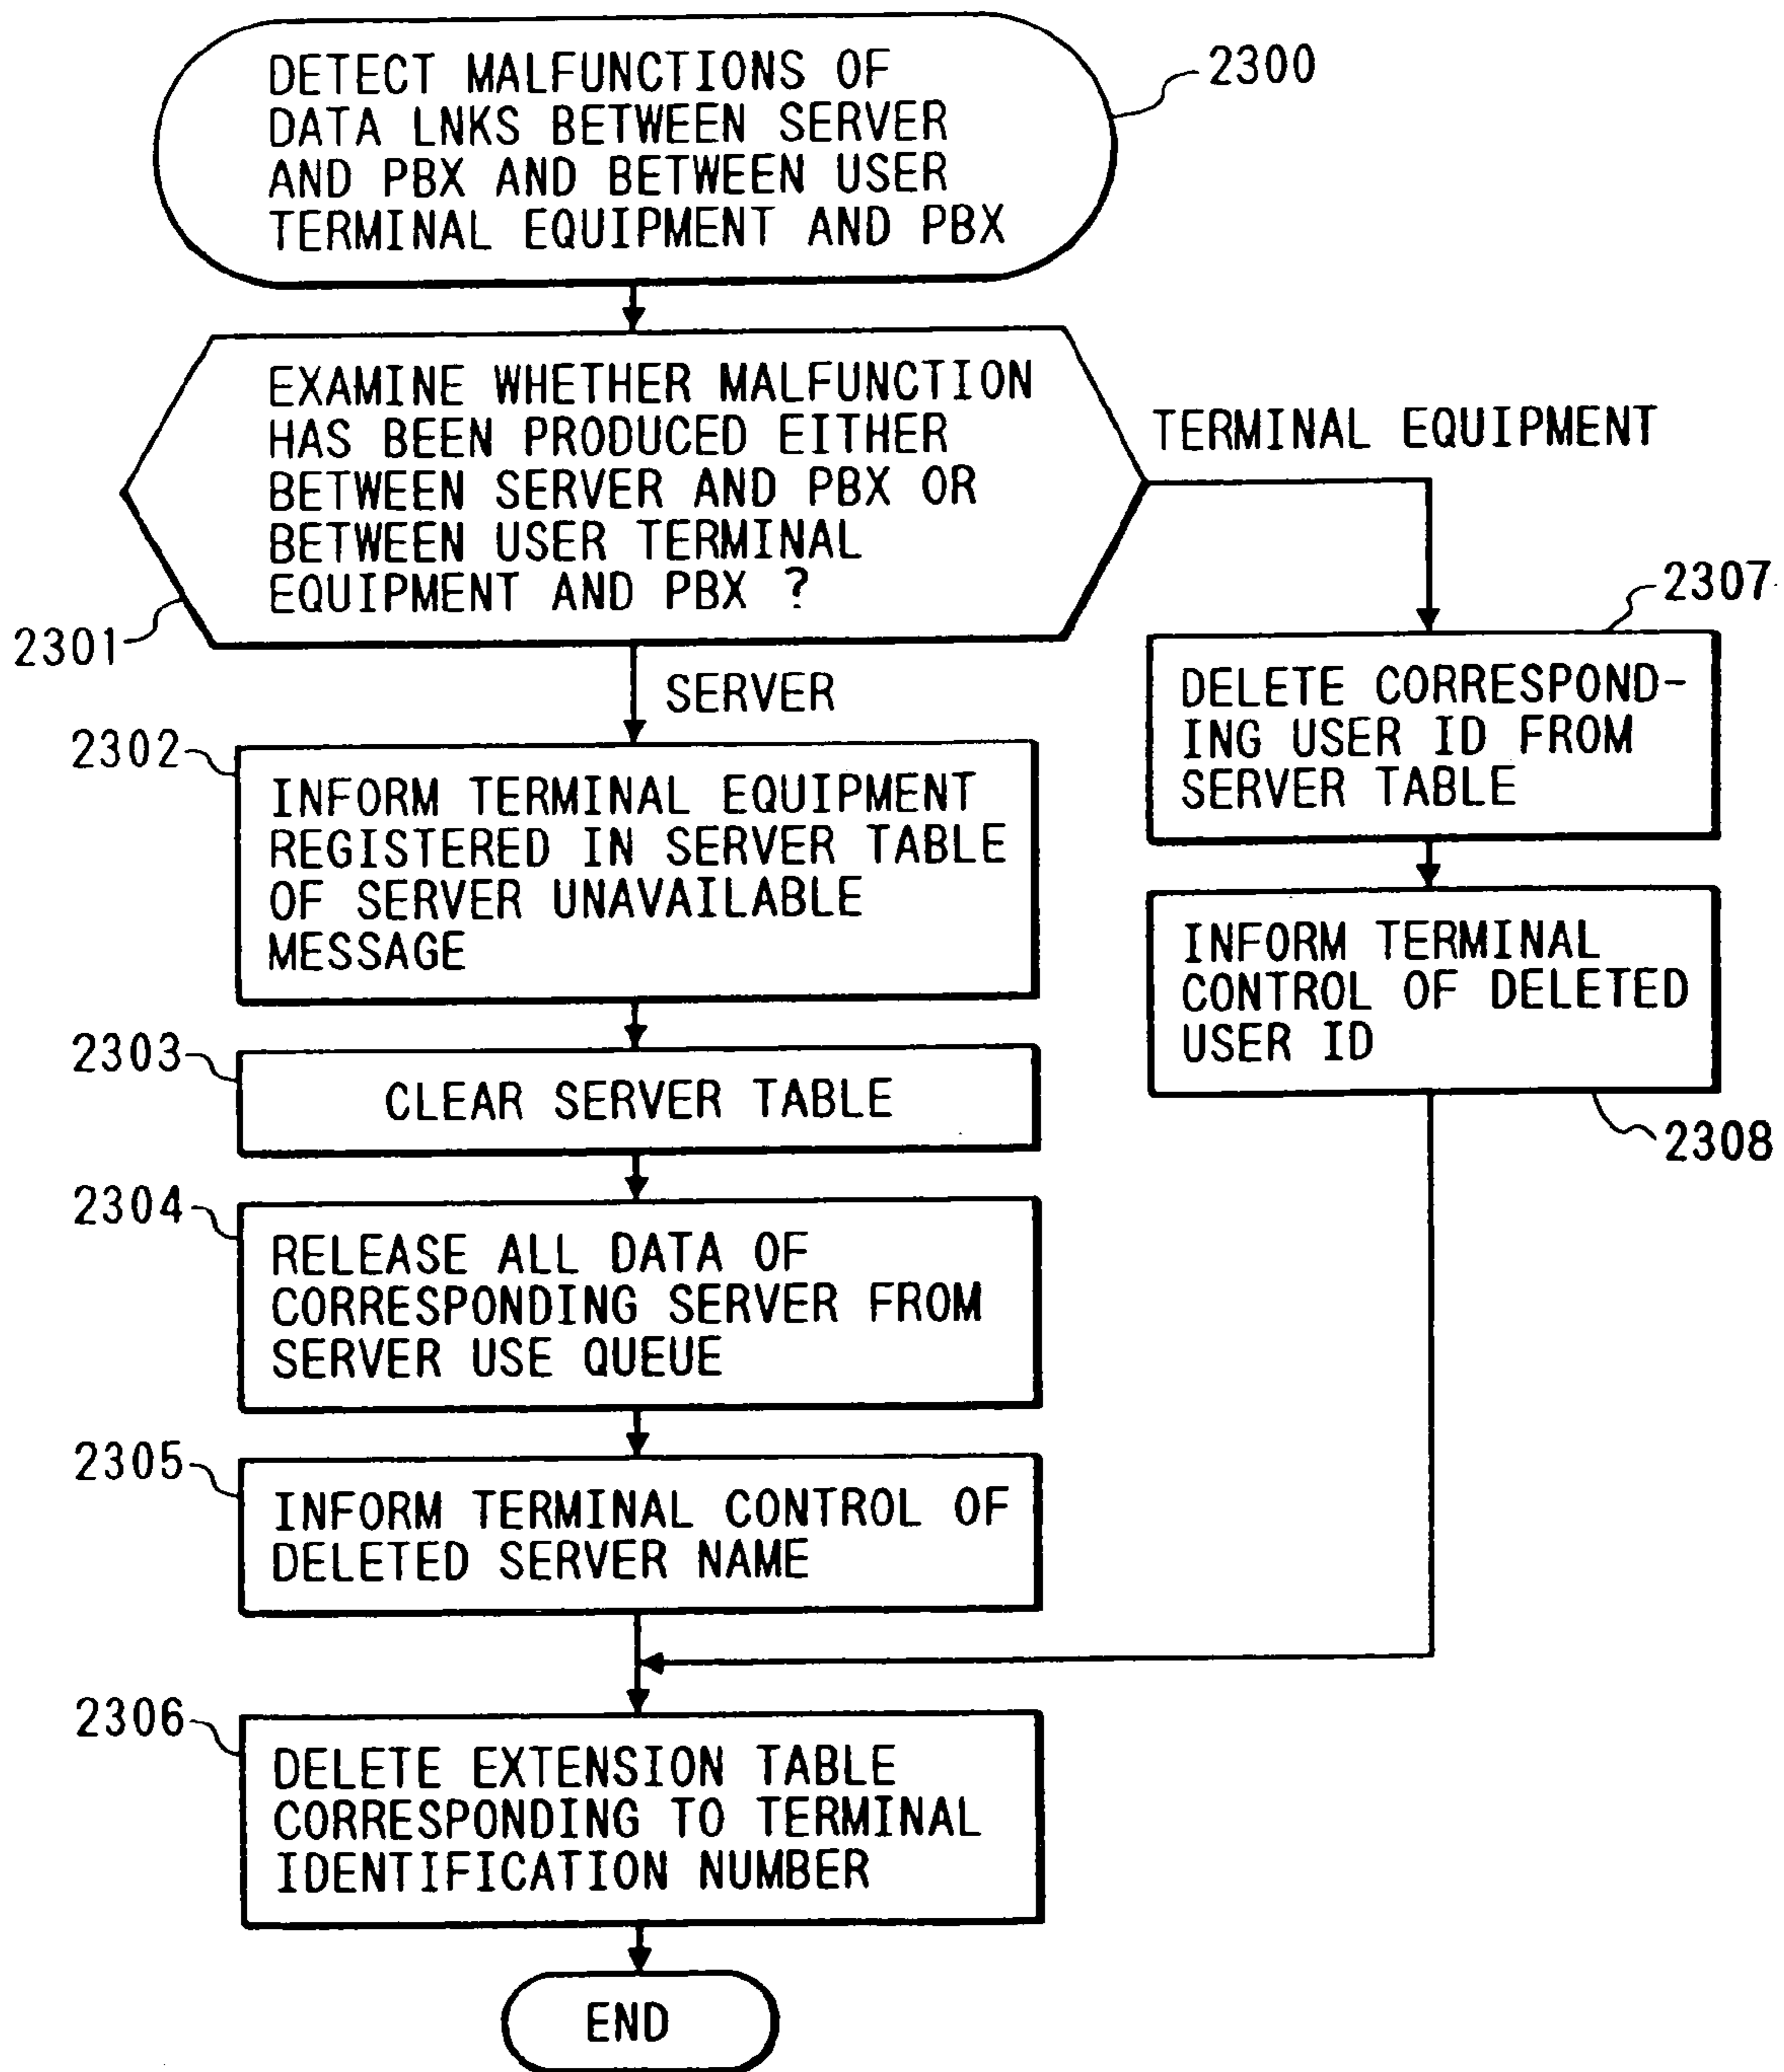 DETECT MALFUNCTIONS OF
DATA LNKS BETWEEN SERVER
AND PBX AND BETWEEN USER
TERMINAL EQUIPMENT AND PBX
2300
EXAMINE WHETHER MALFUNCTION
HAS BEEN PRODUCED EITHER
BETWEEN SERVER AND PBX OR
BETWEEN USER TERMINAL
EQUIPMENT AND PBX ?
2301
TERMINAL EQUIPMENT
SERVER
2302
INFORM TERMINAL EQUIPMENT
REGISTERED IN SERVER TABLE
OF SERVER UNAVAILABLE
MESSAGE
2303
CLEAR SERVER TABLE
2304
RELEASE ALL DATA OF
CORRESPONDING SERVER FROM
SERVER USE QUEUE
2305
INFORM TERMINAL CONTROL OF
DELETED SERVER NAME
2307
DELETE CORRESPOND-
ING USER ID FROM
SERVER TABLE
INFORM TERMINAL
CONTROL OF DELETED
USER ID
2308
2306
DELETE EXTENSION TABLE
CORRESPONDING TO TERMINAL
IDENTIFICATION NUMBER
END